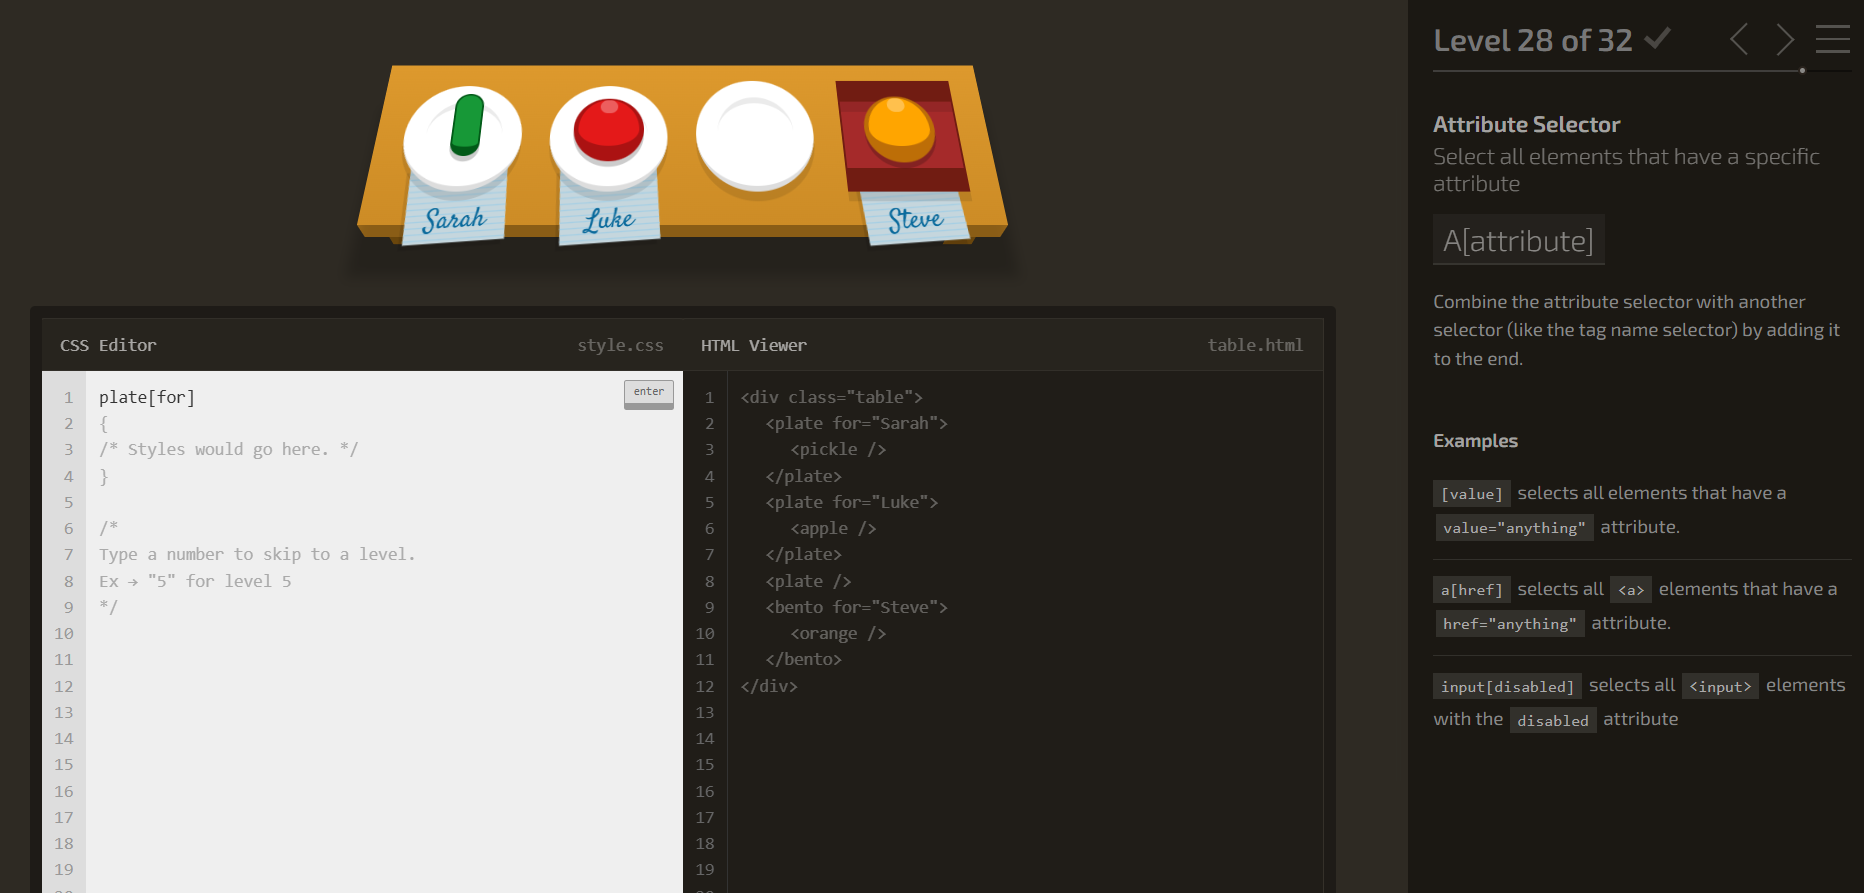 Sarah
Luke
Steve
CSS Editor style.css
1 plate[for]
enter
2 {
3 /* Styles would go here. */
4 }
5
6 /*
7 Type a number to skip to a level.
8 Ex → "5" for level 5
9 */
10
11
12
13
14
15
16
17
18
19
HTML Viewer table.html
1 <div class="table">
2 <plate for="Sarah">
3 <pickle />
4 </plate>
5 <plate for="Luke">
6 <apple />
7 </plate>
8 <plate />
9 <bento for="Steve">
10 <orange />
11 </bento>
12 </div>
13
14
15
16
17
18
19
Level 28 of 32
Attribute Selector
Select all elements that have a specific
attribute
A[attribute]
Combine the attribute selector with another
selector (like the tag name selector) by adding it
to the end.
Examples
[value] selects all elements that have a
value="anything" attribute.
a[href] selects all <a> elements that have a
href="anything" attribute.
input[disabled] selects all <input> elements
with the disabled attribute